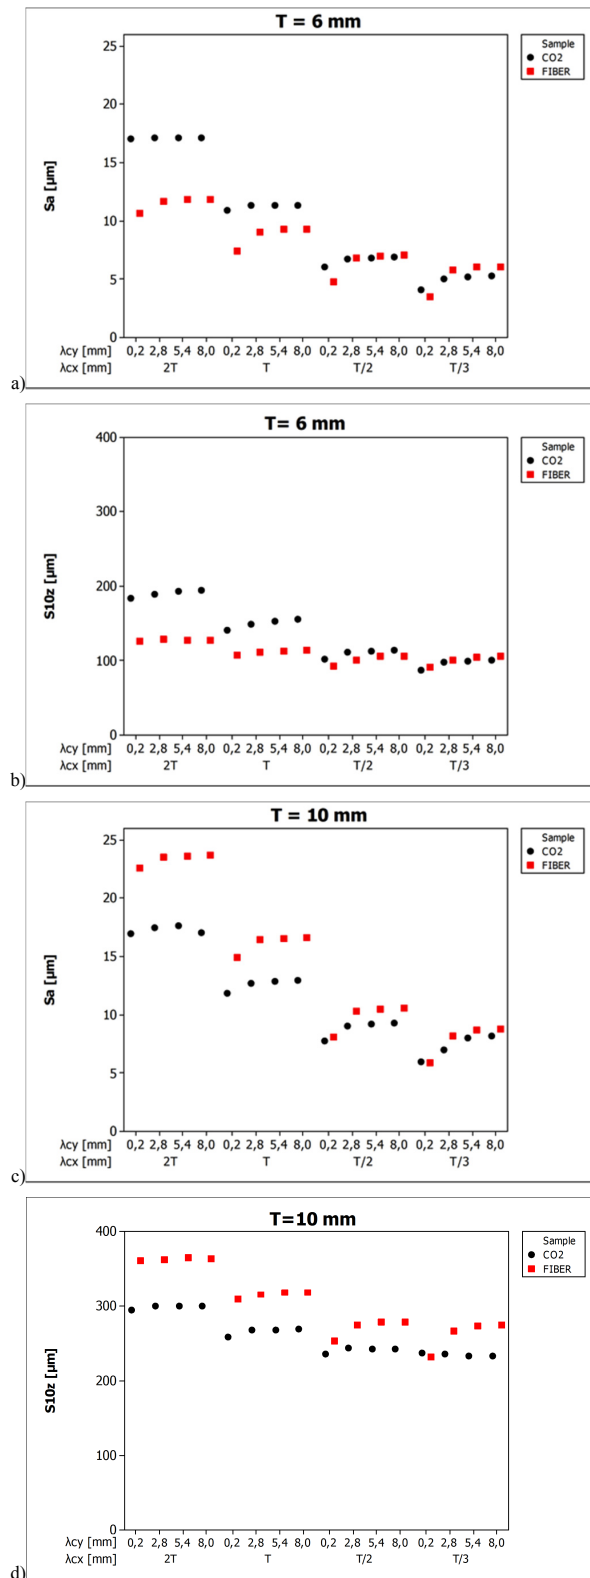 T = 6 mm
25
20
15
10
5
0
Sa [µm]
Sample
CO2
FIBER
λcy [mm] 0,2 2,8 5,4 8,0 0,2 2,8 5,4 8,0 0,2 2,8 5,4 8,0 0,2 2,8 5,4 8,0
λcx [mm] 2T T T/2 T/3
a)
T= 6 mm
400
300
200
100
0
S10z [µm]
Sample
CO2
FIBER
λcy [mm] 0,2 2,8 5,4 8,0 0,2 2,8 5,4 8,0 0,2 2,8 5,4 8,0 0,2 2,8 5,4 8,0
λcx [mm] 2T T T/2 T/3
b)
T = 10 mm
25
20
15
10
5
0
Sa [µm]
Sample
CO2
FIBER
λcy [mm] 0,2 2,8 5,4 8,0 0,2 2,8 5,4 8,0 0,2 2,8 5,4 8,0 0,2 2,8 5,4 8,0
λcx [mm] 2T T T/2 T/3
c)
T=10 mm
400
300
200
100
0
S10z [µm]
Sample
CO2
FIBER
λcy [mm] 0,2 2,8 5,4 8,0 0,2 2,8 5,4 8,0 0,2 2,8 5,4 8,0 0,2 2,8 5,4 8,0
λcx [mm] 2T T T/2 T/3
d)